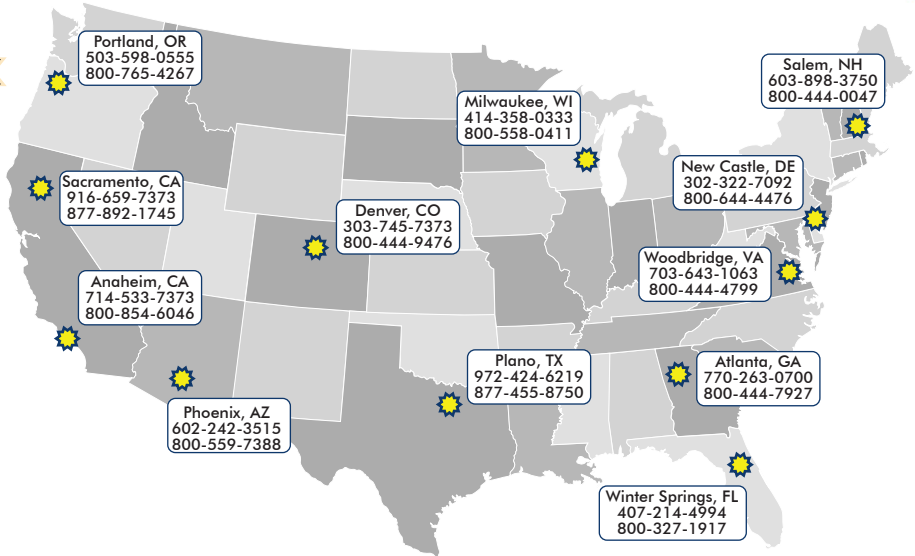 Portland, OR
503-598-0555
800-765-4267
Salem, NH
603-898-3750
800-444-0047
Milwaukee, WI
414-358-0333
800-558-0411
New Castle, DE
302-322-7092
800-644-4476
Sacramento, CA
916-659-7373
877-892-1745
Denver, CO
303-745-7373
800-444-9476
Woodbridge, VA
703-643-1063
800-444-4799
Anaheim, CA
714-533-7373
800-854-6046
Plano, TX
972-424-6219
877-455-8750
Atlanta, GA
770-263-0700
800-444-7927
Phoenix, AZ
602-242-3515
800-559-7388
Winter Springs, FL
407-214-4994
800-327-1917